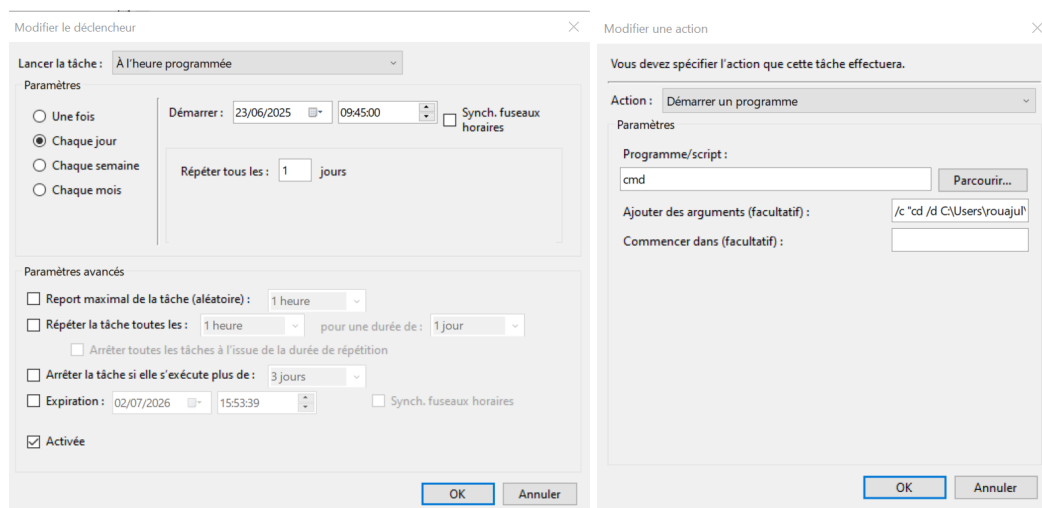 Modifier le déclencheur
Lancer la tâche : À l'heure programmée
Paramètres
Une fois
Chaque jour
Chaque semaine
Chaque mois
Démarrer : 23/06/2025 09:45:00 Synch. fuseaux horaires
Répéter tous les : 1 jours
Paramètres avancés
Report maximal de la tâche (aléatoire) : 1 heure
Répéter la tâche toutes les : 1 heure pour une durée de : 1 jour
Arrêter toutes les tâches à l'issue de la durée de répétition
Arrêter la tâche si elle s'exécute plus de : 3 jours
Expiration : 02/07/2026 15:53:39 Synch. fuseaux horaires
Activée
OK Annuler
Modifier une action
Vous devez spécifier l'action que cette tâche effectuera.
Action : Démarrer un programme
Paramètres
Programme/script :
cmd Parcourir...
Ajouter des arguments (facultatif) : /c "cd /d C:\Users\rouajul\
Commencer dans (facultatif) :
OK Annuler